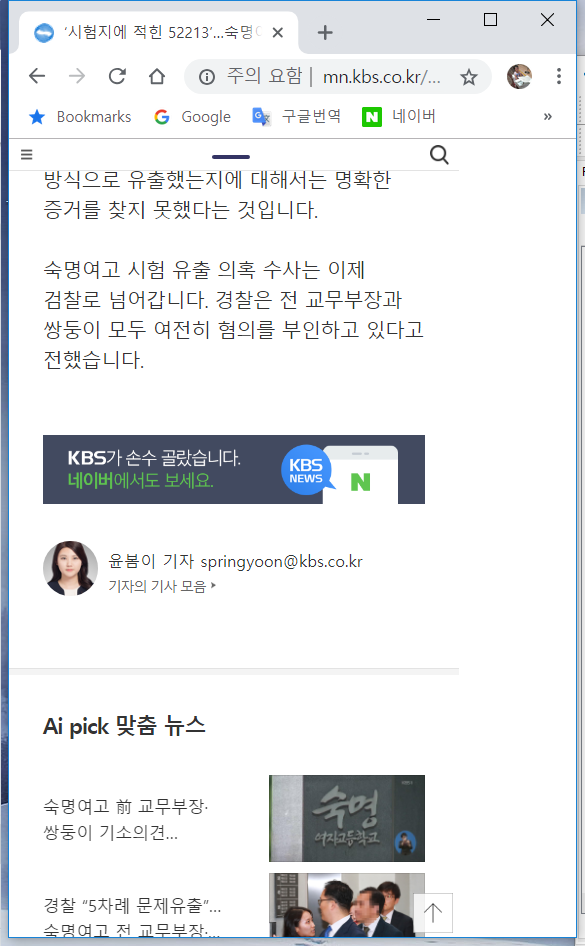 '시험지에 적힌 52213'...숙명
주의 요함 | mn.kbs.co.kr/...
Bookmarks Google 구글번역 네이버 »
방식으로 유출했는지에 대해서는 명확한
증거를 찾지 못했다는 것입니다.
숙명여고 시험 유출 의혹 수사는 이제
검찰로 넘어갑니다. 경찰은 전 교무부장과
쌍둥이 모두 여전히 혐의를 부인하고 있다고
전했습니다.
KBS가 손수 골랐습니다.
네이버에서도 보세요.
KBS
NEWS
N
윤봄이 기자 springyoon@kbs.co.kr
기자의 기사 모음
Ai pick 맞춤 뉴스
숙명여고 前 교무부장·
쌍둥이 기소의견...
숙명
여자고등학교
경찰 "5차례 문제유출"...
숙명여고 전 교무부장·...